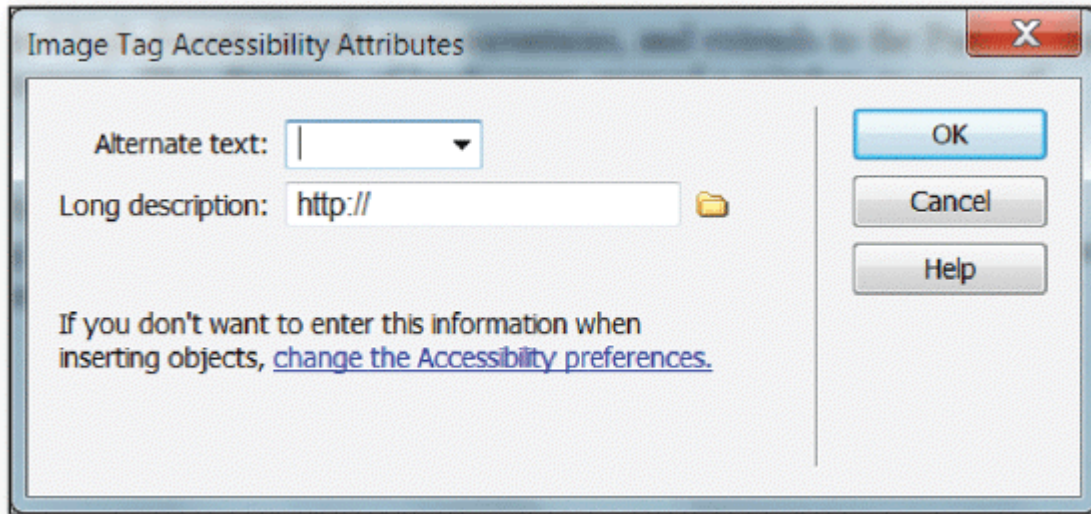 Image Tag Accessibility Attributes
Alternate text:
OK
Long description: http://
Cancel
Help
If you don't want to enter this information when
inserting objects, change the Accessibility preferences.